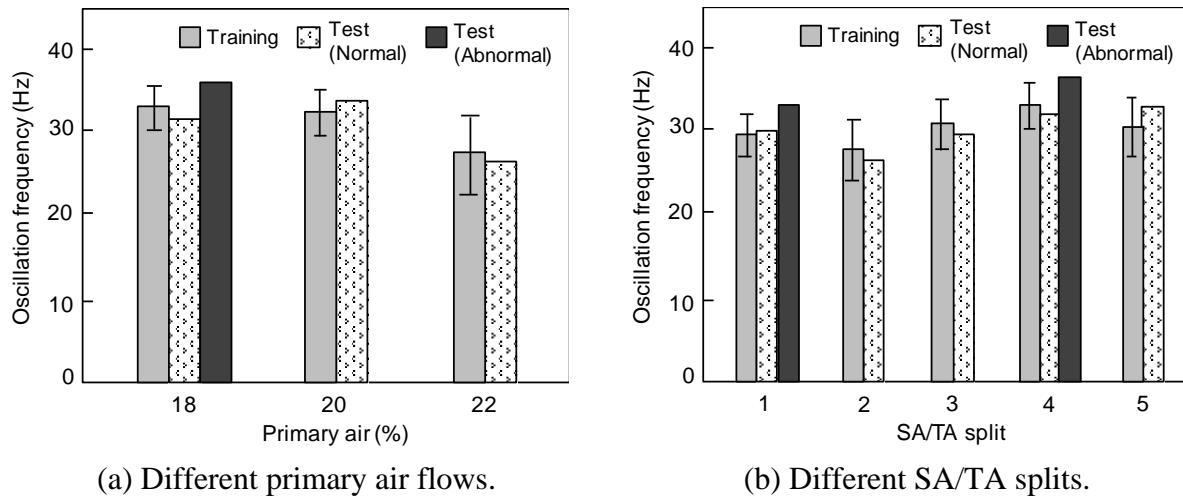 Oscillation frequency (Hz)
40
30
20
10
0
Training
Test
(Normal)
Test
(Abnormal)
18 20 22
Primary air (%)
(a) Different primary air flows.
Oscillation frequency (Hz)
40
30
20
10
0
Training
Test
(Normal)
Test
(Abnormal)
1 2 3 4 5
SA/TA split
(b) Different SA/TA splits.